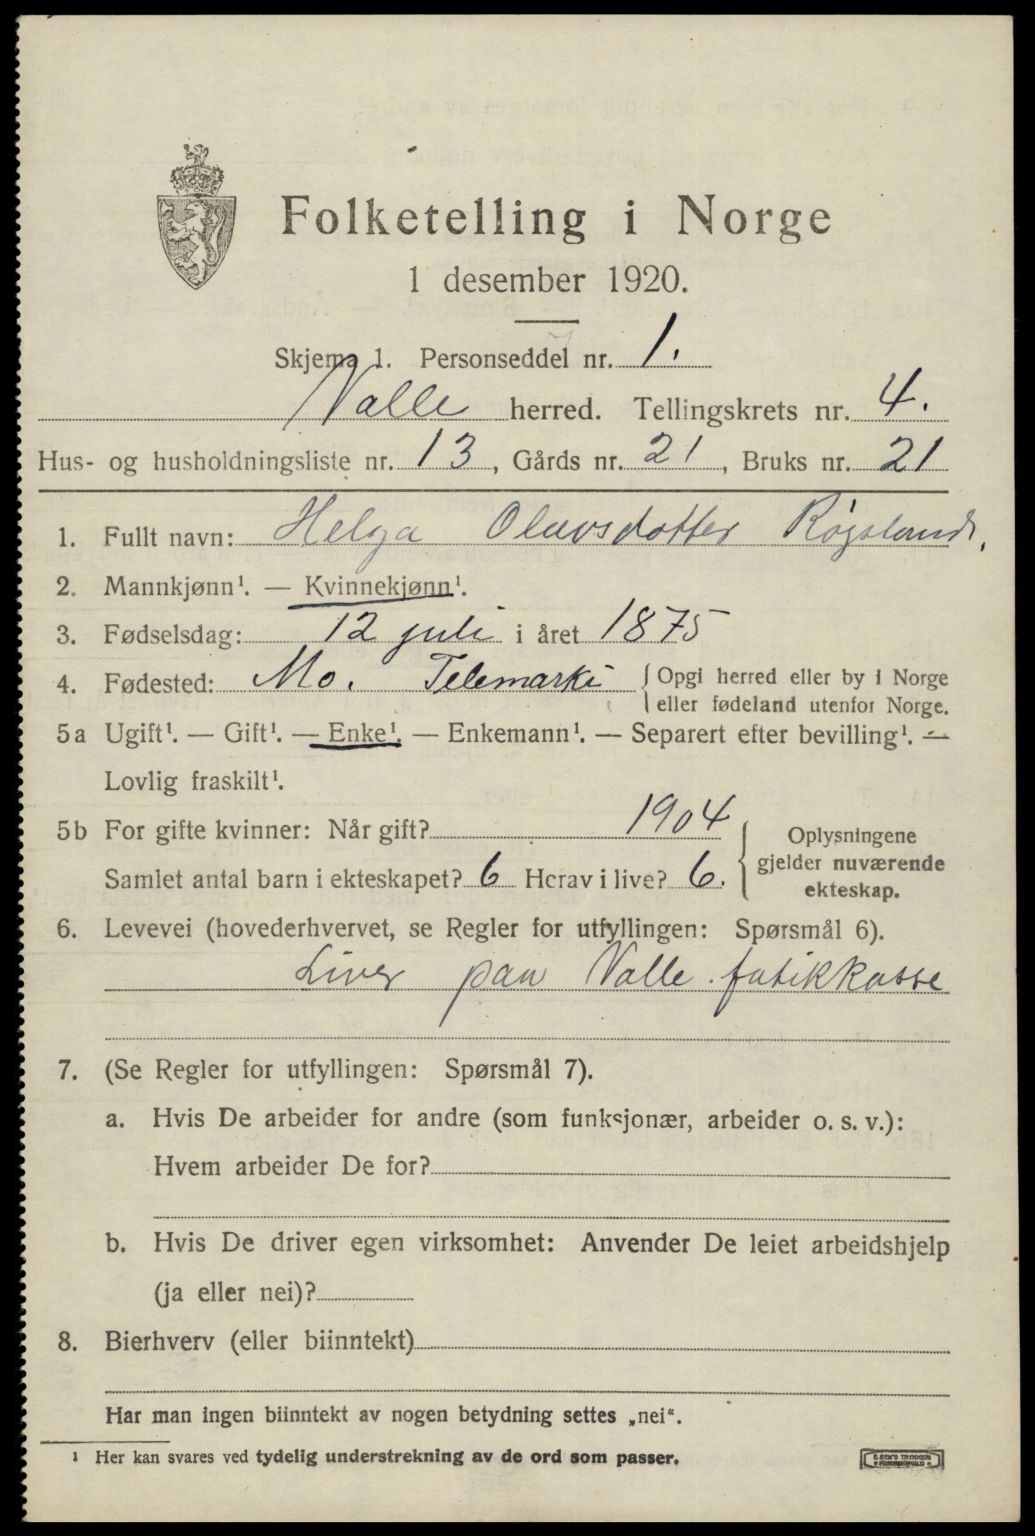 Folketelling i Norge
1 desember 1920.
Skjema 1. Personseddel nr. 1.
Valle herred. Tellingskrets nr. 4.
Hus- og husholdningsliste nr. 13, Gårds nr. 21, Bruks nr. 21
1. Fullt navn: Helga Olavsdotter Røgslands.
2. Mannkjønn¹. — Kvinnekjønn¹.
3. Fødselsdag: 12 juli i året 1875
4. Fødested: Mo. Telemarki { Opgi herred eller by i Norge
eller fødeland utenfor Norge.
5a Ugift¹. — Gift¹. — Enke¹. — Enkemann¹. — Separert efter bevilling¹. —
Lovlig fraskilt¹.
5b For gifte kvinner: Når gift? 1904
Samlet antal barn i ekteskapet? 6 Herav i live? 6.
{ Oplysningene
gjelder nuværende
ekteskap.
6. Levevei (hovederhvervet, se Regler for utfyllingen: Spørsmål 6).
Liver paa Valle fatikkasse
7. (Se Regler for utfyllingen: Spørsmål 7).
a. Hvis De arbeider for andre (som funksjonær, arbeider o. s. v.):
Hvem arbeider De for?
b. Hvis De driver egen virksomhet: Anvender De leiet arbeidshjelp
(ja eller nei)?
8. Bierhverv (eller biinntekt)
Har man ingen biinntekt av nogen betydning settes „nei“.
¹ Her kan svares ved tydelig understrekning av de ord som passer.